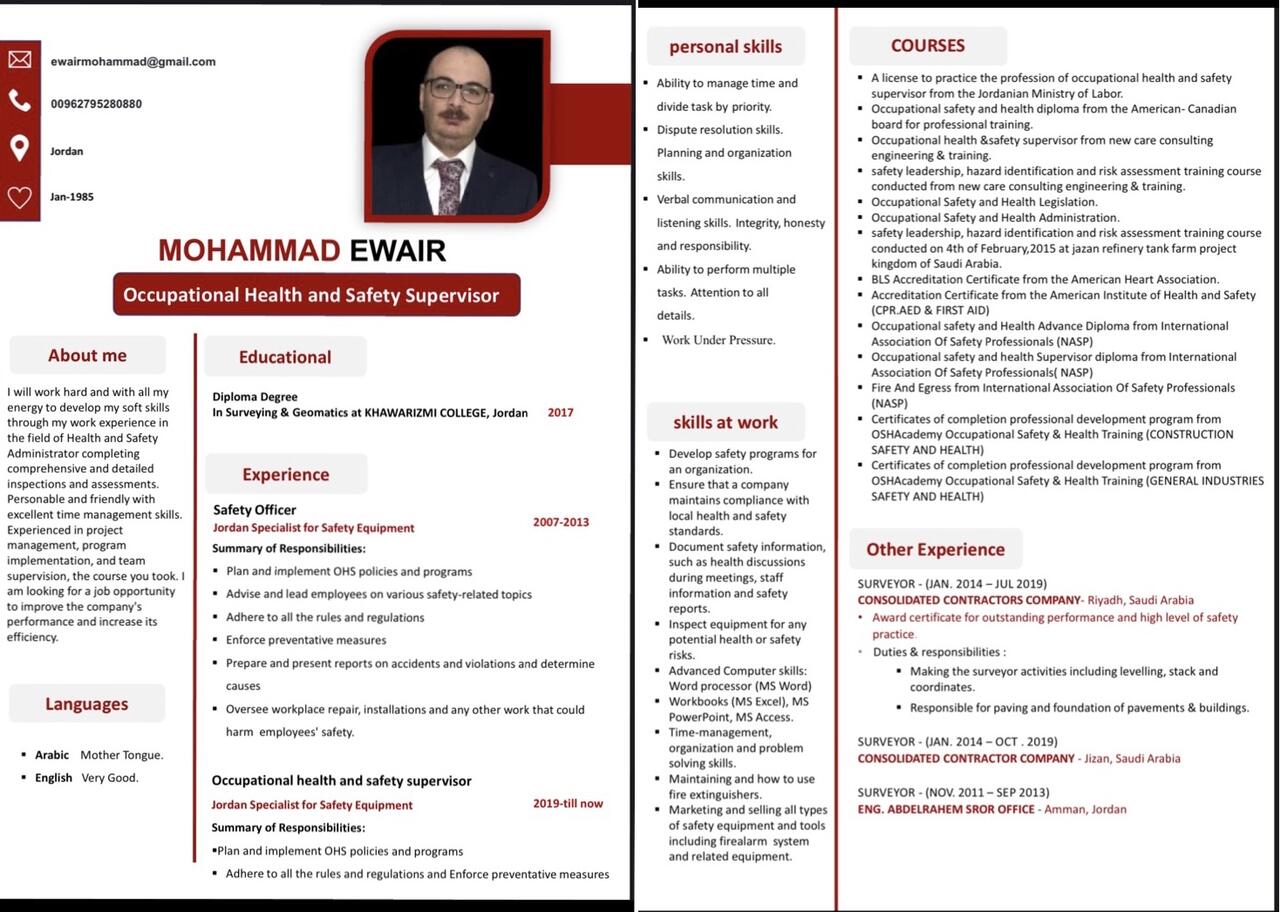 ewairmohammad@gmail.com
00962795280880
Jordan
Jan-1985
MOHAMMAD EWAIR
Occupational Health and Safety Supervisor
About me
I will work hard and with all my
energy to develop my soft skills
through my work experience in
the field of Health and Safety
Administrator completing
comprehensive and detailed
inspections and assessments.
Personable and friendly with
excellent time management skills.
Experienced in project
management, program
implementation, and team
supervision, the course you took. I
am looking for a job opportunity
to improve the company's
performance and increase its
efficiency.
Languages
▪ Arabic Mother Tongue.
▪ English Very Good.
Educational
Diploma Degree
In Surveying & Geomatics at KHAWARIZMI COLLEGE, Jordan 2017
Experience
Safety Officer
Jordan Specialist for Safety Equipment 2007-2013
Summary of Responsibilities:
▪ Plan and implement OHS policies and programs
▪ Advise and lead employees on various safety-related topics
▪ Adhere to all the rules and regulations
▪ Enforce preventative measures
▪ Prepare and present reports on accidents and violations and determine
causes
▪ Oversee workplace repair, installations and any other work that could
harm employees' safety.
Occupational health and safety supervisor
Jordan Specialist for Safety Equipment 2019-till now
Summary of Responsibilities:
▪Plan and implement OHS policies and programs
▪ Adhere to all the rules and regulations and Enforce preventative measures
personal skills
▪ Ability to manage time and
divide task by priority.
▪ Dispute resolution skills.
Planning and organization
skills.
▪ Verbal communication and
listening skills. Integrity, honesty
and responsibility.
▪ Ability to perform multiple
tasks. Attention to all
details.
▪ Work Under Pressure.
skills at work
▪ Develop safety programs for
an organization.
▪ Ensure that a company
maintains compliance with
local health and safety
standards.
▪ Document safety information,
such as health discussions
during meetings, staff
information and safety
reports.
▪ Inspect equipment for any
potential health or safety
risks.
▪ Advanced Computer skills:
Word processor (MS Word)
▪ Workbooks (MS Excel), MS
PowerPoint, MS Access.
▪ Time-management,
organization and problem
solving skills.
▪ Maintaining and how to use
fire extinguishers.
▪ Marketing and selling all types
of safety equipment and tools
including firealarm system
and related equipment.
COURSES
▪ A license to practice the profession of occupational health and safety
supervisor from the Jordanian Ministry of Labor.
▪ Occupational safety and health diploma from the American- Canadian
board for professional training.
▪ Occupational health &safety supervisor from new care consulting
engineering & training.
▪ safety leadership, hazard identification and risk assessment training course
conducted from new care consulting engineering & training.
▪ Occupational Safety and Health Legislation.
▪ Occupational Safety and Health Administration.
▪ safety leadership, hazard identification and risk assessment training course
conducted on 4th of February,2015 at jazan refinery tank farm project
kingdom of Saudi Arabia.
▪ BLS Accreditation Certificate from the American Heart Association.
▪ Accreditation Certificate from the American Institute of Health and Safety
(CPR.AED & FIRST AID)
▪ Occupational safety and Health Advance Diploma from International
Association Of Safety Professionals (NASP)
▪ Occupational safety and health Supervisor diploma from International
Association Of Safety Professionals( NASP)
▪ Fire And Egress from International Association Of Safety Professionals
(NASP)
▪ Certificates of completion professional development program from
OSHAcademy Occupational Safety & Health Training (CONSTRUCTION
SAFETY AND HEALTH)
▪ Certificates of completion professional development program from
OSHAcademy Occupational Safety & Health Training (GENERAL INDUSTRIES
SAFETY AND HEALTH)
Other Experience
SURVEYOR - (JAN. 2014 – JUL 2019)
CONSOLIDATED CONTRACTORS COMPANY- Riyadh, Saudi Arabia
• Award certificate for outstanding performance and high level of safety
practice.
• Duties & responsibilities :
▪ Making the surveyor activities including levelling, stack and
coordinates.
▪ Responsible for paving and foundation of pavements & buildings.
SURVEYOR - (JAN. 2014 – OCT . 2019)
CONSOLIDATED CONTRACTOR COMPANY - Jizan, Saudi Arabia
SURVEYOR - (NOV. 2011 – SEP 2013)
ENG. ABDELRAHEM SROR OFFICE - Amman, Jordan